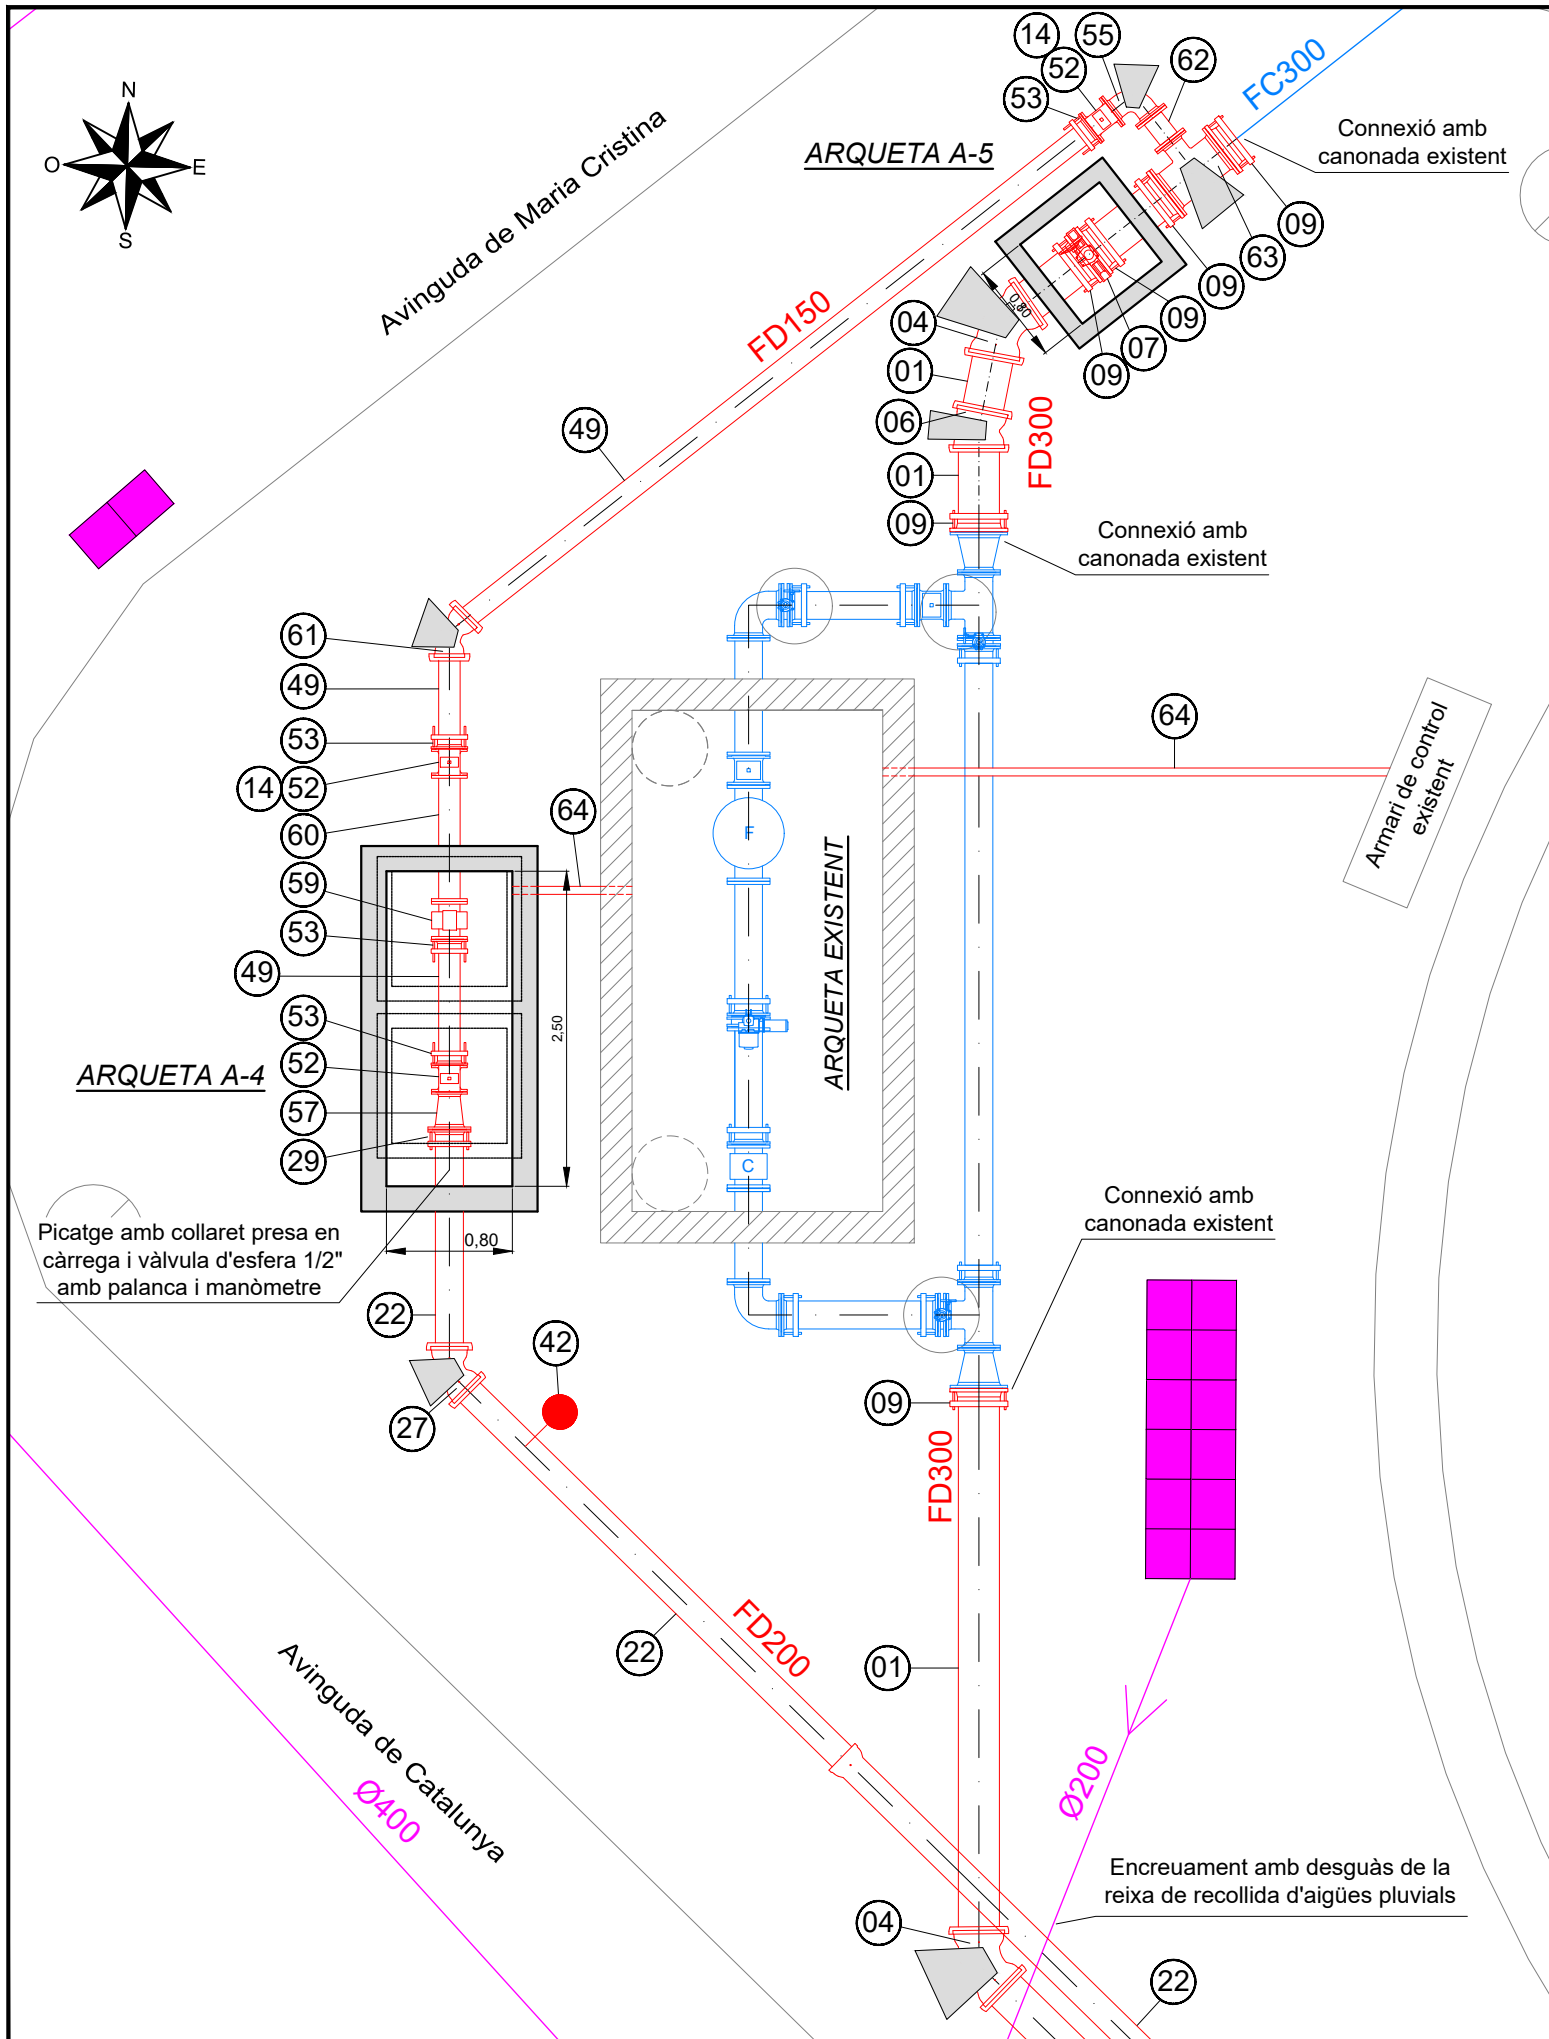 14
55
52
53
62
FC300
N
O
E
S
Connexió amb
canonada existent
ARQUETA A-5
Avinguda de Maria Cristina
09
63
09
09
07
09
0,80
04
01
06
FD300
FD150
49
01
09
Connexió amb
canonada existent
61
49
53
14
52
60
59
53
49
53
52
57
29
64
64
Armari de control
existent
F
C
ARQUETA EXISTENT
2,50
ARQUETA A-4
0,80
Picatge amb collaret presa en
càrrega i vàlvula d'esfera 1/2"
amb palanca i manòmetre
Connexió amb
canonada existent
22
42
27
09
FD300
FD200
22
01
Avinguda de Catalunya
Ø400
Ø200
Encreuament amb desguàs de la
reixa de recollida d'aigües pluvials
04
22